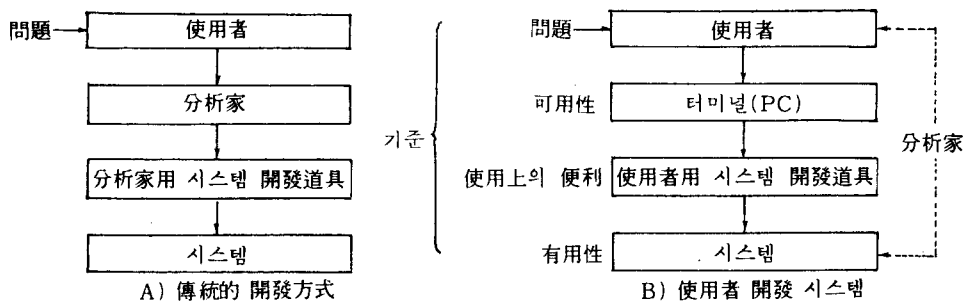 問題
使用者
分析家
分析家用 시스템 開發道具
시스템
A) 傳統的 開發方式
기준
問題
使用者
可用性
터미널(PC)
使用上의 便利
使用者用 시스템 開發道具
有用性
시스템
分析家
B) 使用者 開發 시스템